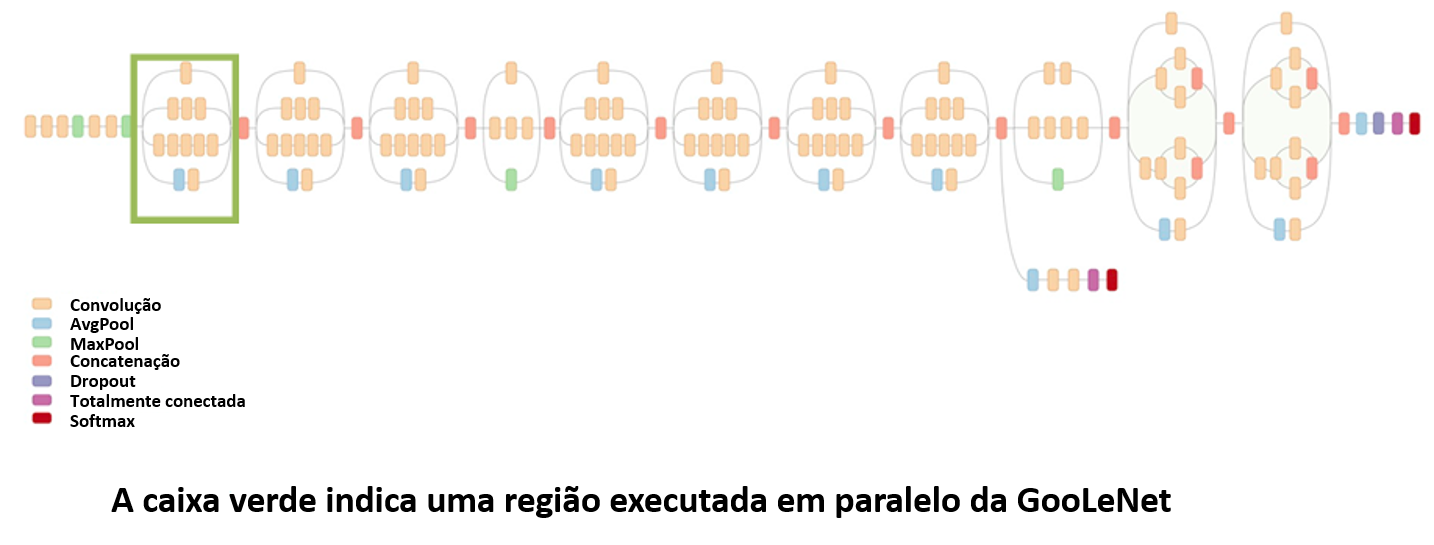 Convolução
AvgPool
MaxPool
Concatenação
Dropout
Totalmente conectada
Softmax
A caixa verde indica uma região executada em paralelo da GooLeNet